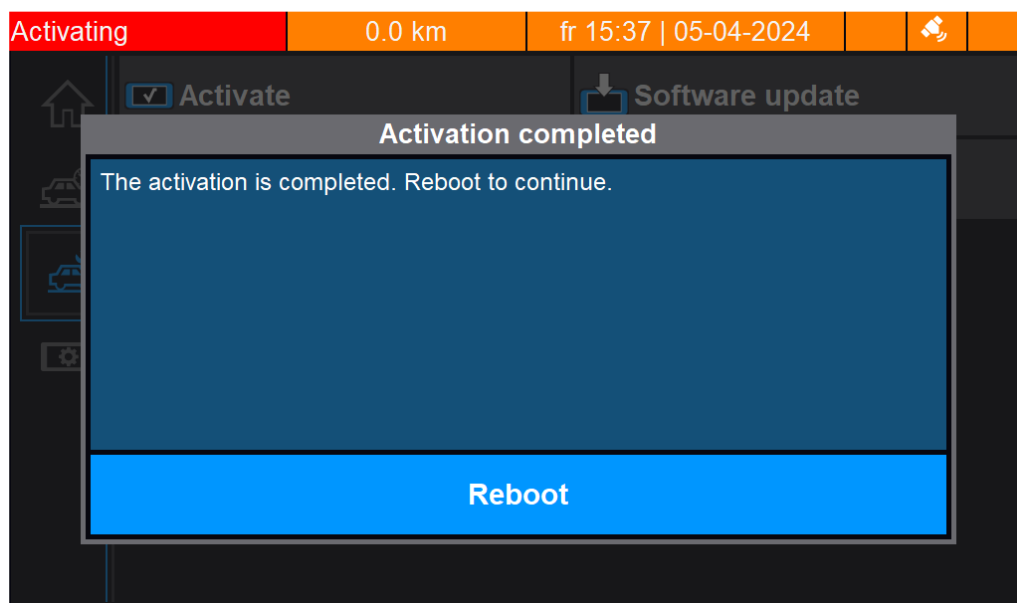 Activating 0.0 km fr 15:37 | 05-04-2024
Activate Software update
Activation completed
The activation is completed. Reboot to continue.
Reboot